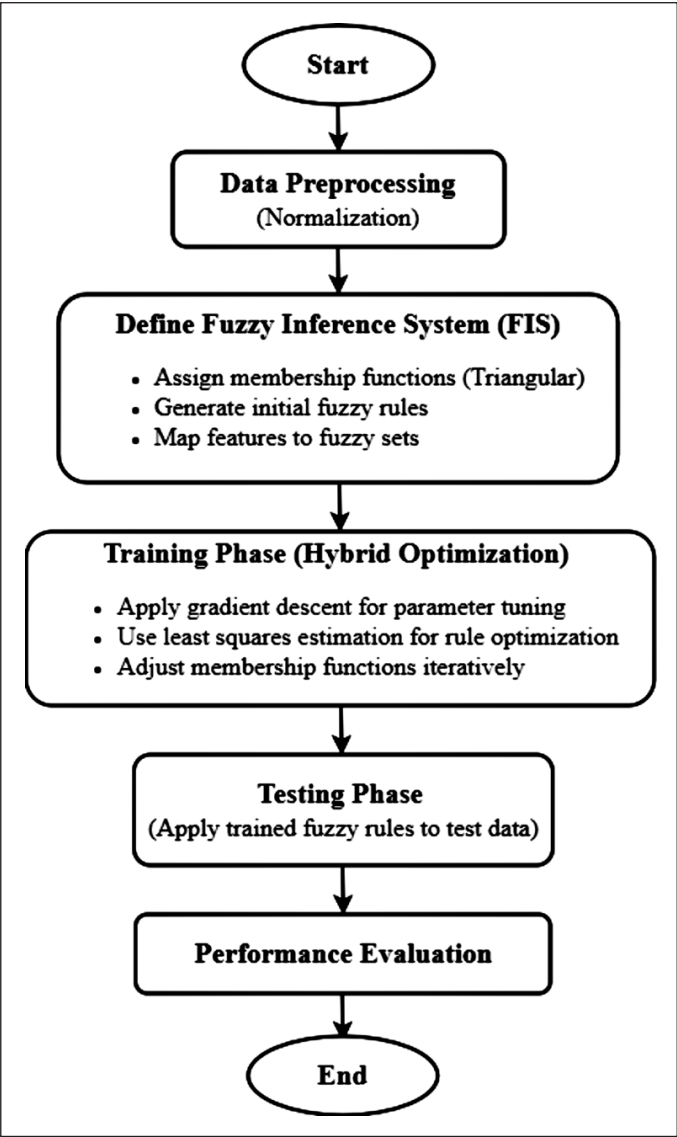 Start
Data Preprocessing
(Normalization)
Define Fuzzy Inference System (FIS)
• Assign membership functions (Triangular)
• Generate initial fuzzy rules
• Map features to fuzzy sets
Training Phase (Hybrid Optimization)
• Apply gradient descent for parameter tuning
• Use least squares estimation for rule optimization
• Adjust membership functions iteratively
Testing Phase
(Apply trained fuzzy rules to test data)
Performance Evaluation
End